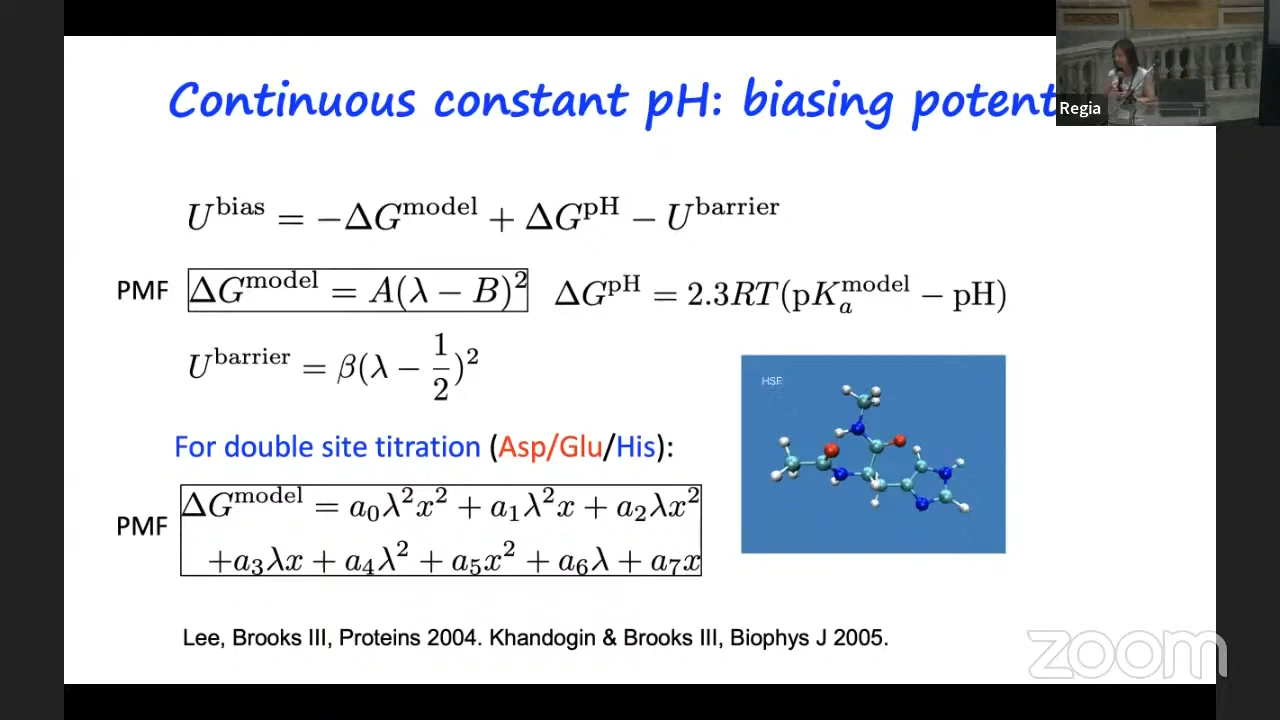 Continuous constant pH: biasing potent
Regia
U^bias = −ΔG^model + ΔG^pH − U^barrier
PMF ΔG^model = A(λ − B)² ΔG^pH = 2.3RT(pK_a^model − pH)
U^barrier = β(λ − 1/2)²
HSE
For double site titration (Asp/Glu/His):
PMF ΔG^model = a₀λ²x² + a₁λ²x + a₂λx²
+a₃λx + a₄λ² + a₅x² + a₆λ + a₇x
Lee, Brooks III, Proteins 2004. Khandogin & Brooks III, Biophys J 2005.
zoom